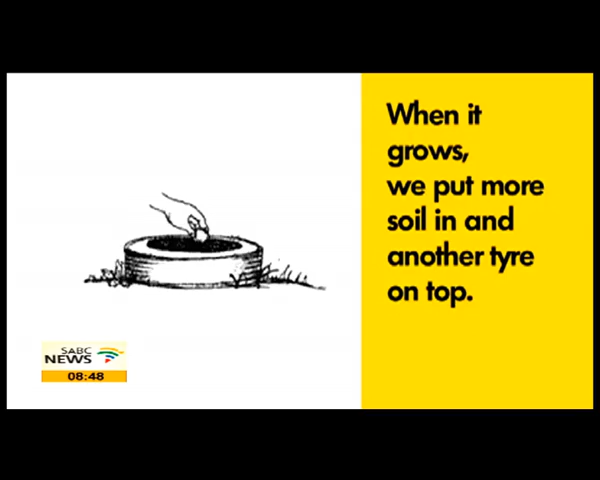 When it
grows,
we put more
soil in and
another tyre
on top.
SABC
NEWS
08:48